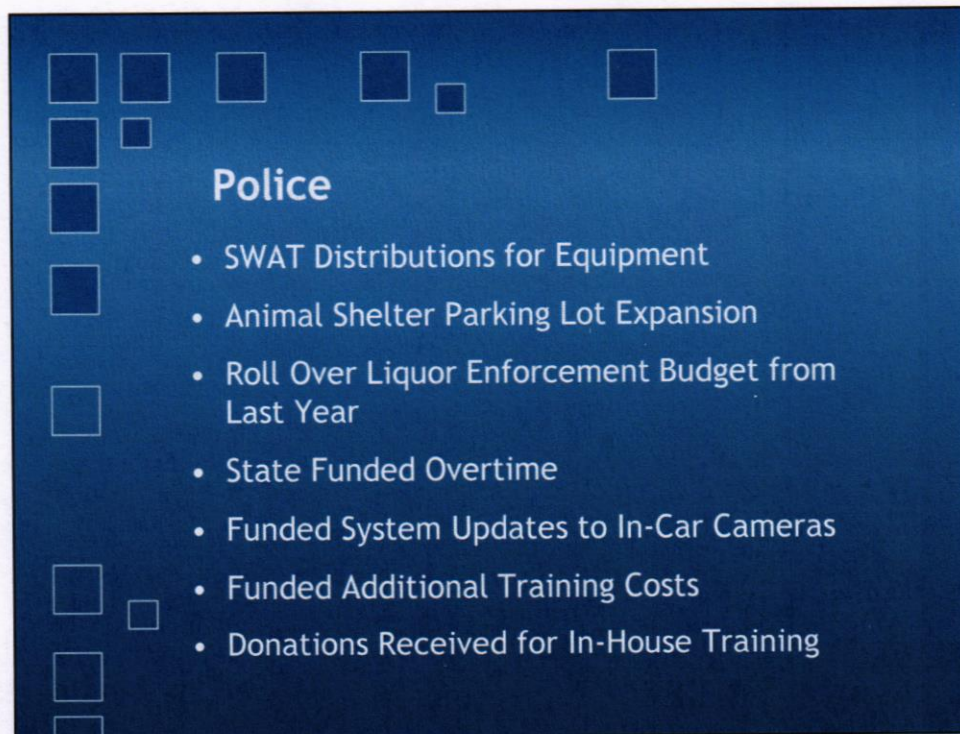 Police
• SWAT Distributions for Equipment
• Animal Shelter Parking Lot Expansion
• Roll Over Liquor Enforcement Budget from
Last Year
• State Funded Overtime
• Funded System Updates to In-Car Cameras
• Funded Additional Training Costs
• Donations Received for In-House Training